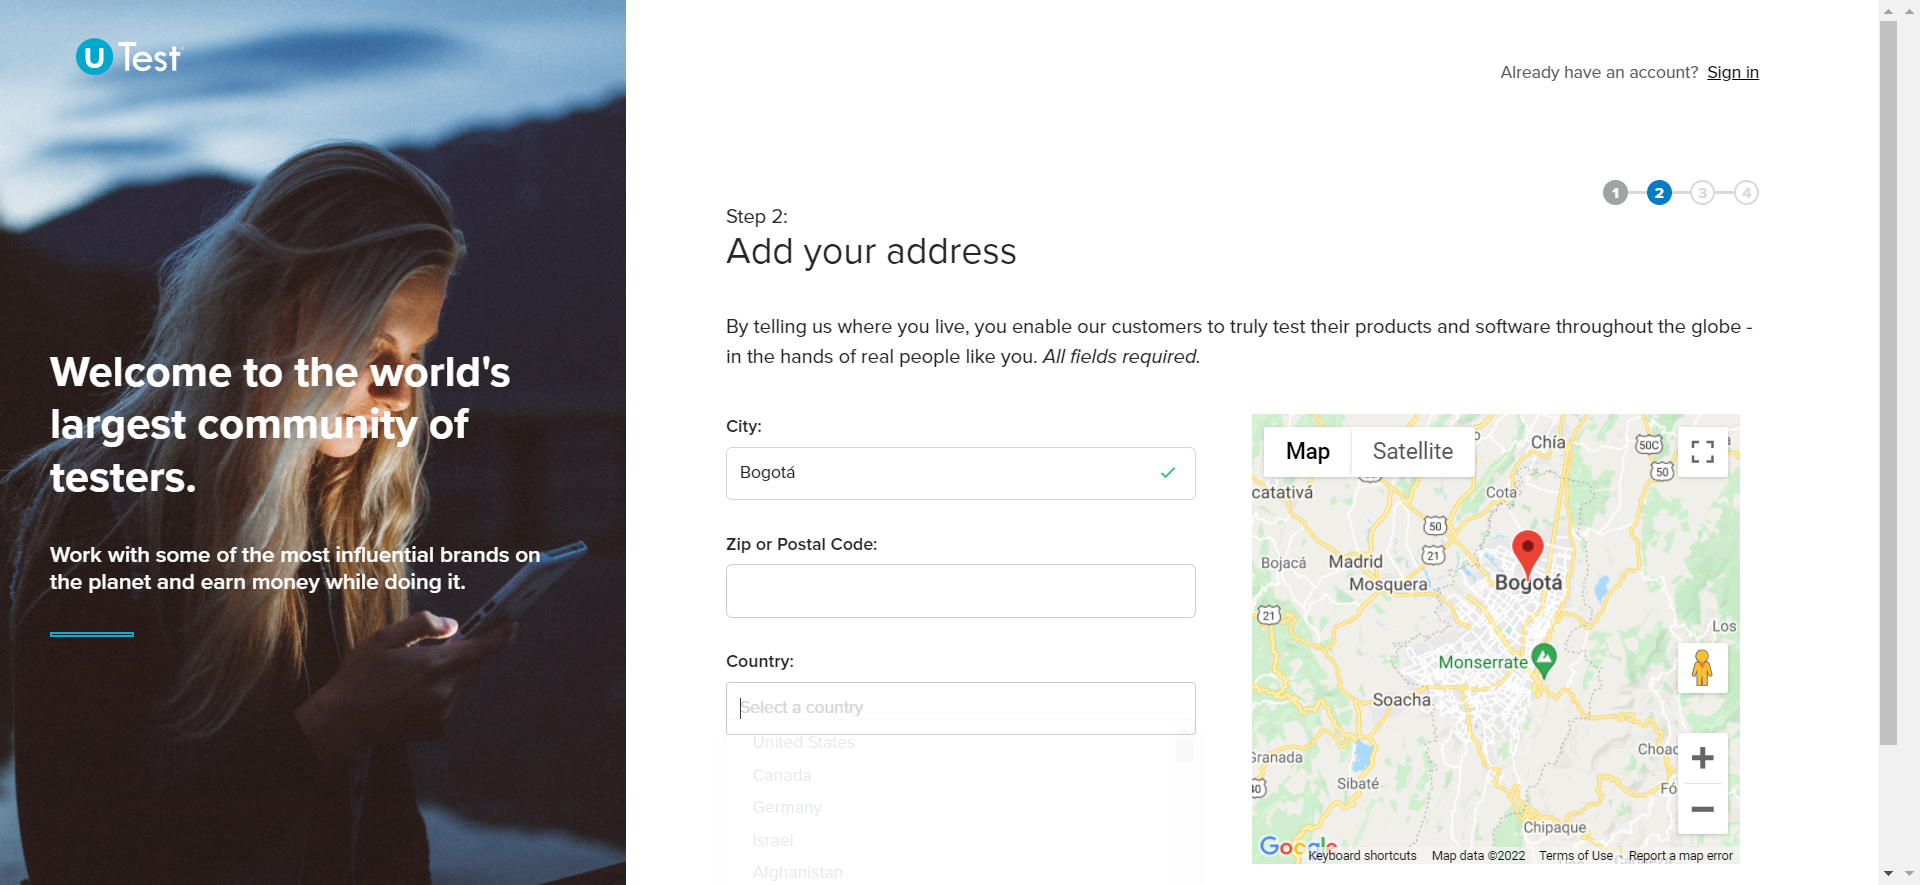 U Test
Already have an account? Sign in
1 2 3 4
Step 2:
Add your address
By telling us where you live, you enable our customers to truly test their products and software throughout the globe -
in the hands of real people like you. All fields required.
Welcome to the world's
largest community of
testers.
Work with some of the most influential brands on
the planet and earn money while doing it.
City:
Bogotá
Zip or Postal Code:
Country:
Select a country
United States
Canada
Germany
Israel
Afghanistan
Map
Satellite
Chía
50C
50
catativá
Cota
50
21
Bojacá
Madrid
Mosquera
Bogotá
21
Los
Monserrate
Soacha
Choac
Granada
40
Sibaté
Fó
Chipaque
Google
Keyboard shortcuts
Map data ©2022
Terms of Use
Report a map error